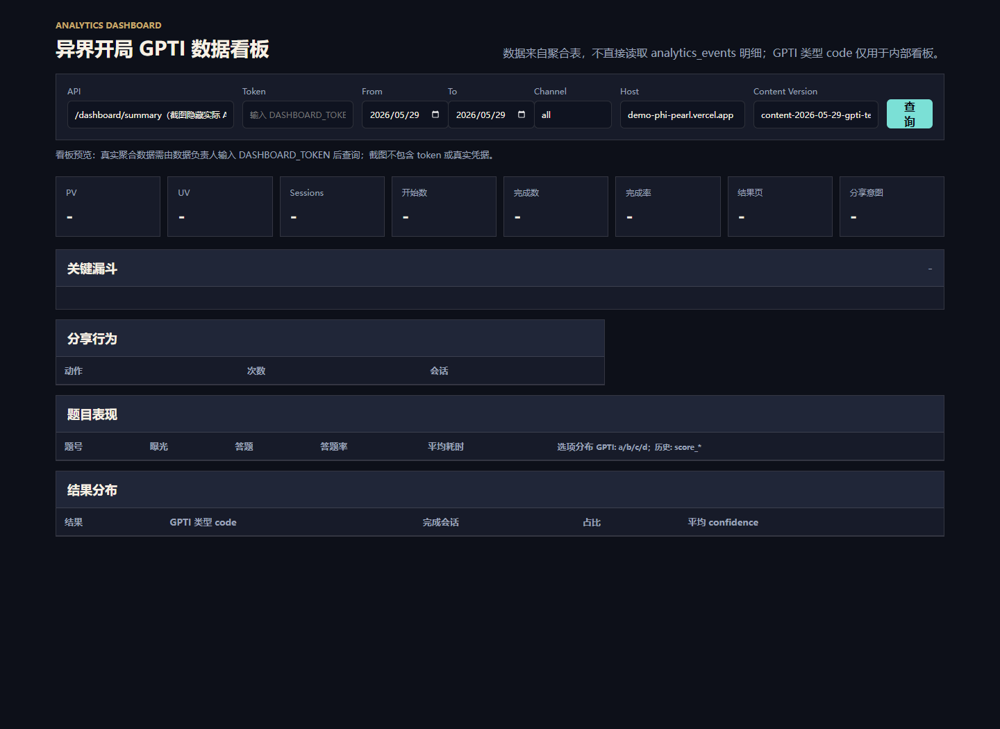 ANALYTICS DASHBOARD
异界开局 GPTI 数据看板
数据来自聚合表，不直接读取 analytics_events 明细；GPTI 类型 code 仅用于内部看板。
API Token From To Channel Host Content Version
/dashboard/summary（截图隐藏实际 A 输入 DASHBOARD_TOKE 2026/05/29 2026/05/29 all demo-phi-pearl.vercel.app content-2026-05-29-gpti-te 查
询
看板预览：真实聚合数据需由数据负责人输入 DASHBOARD_TOKEN 后查询；截图不包含 token 或真实凭据。
PV UV Sessions 开始数 完成数 完成率 结果页 分享意图
- - - - - - - -
关键漏斗 -
分享行为
动作 次数 会话
题目表现
题号 曝光 答题 答题率 平均耗时 选项分布 GPTI: a/b/c/d；历史: score_*
结果分布
结果 GPTI 类型 code 完成会话 占比 平均 confidence